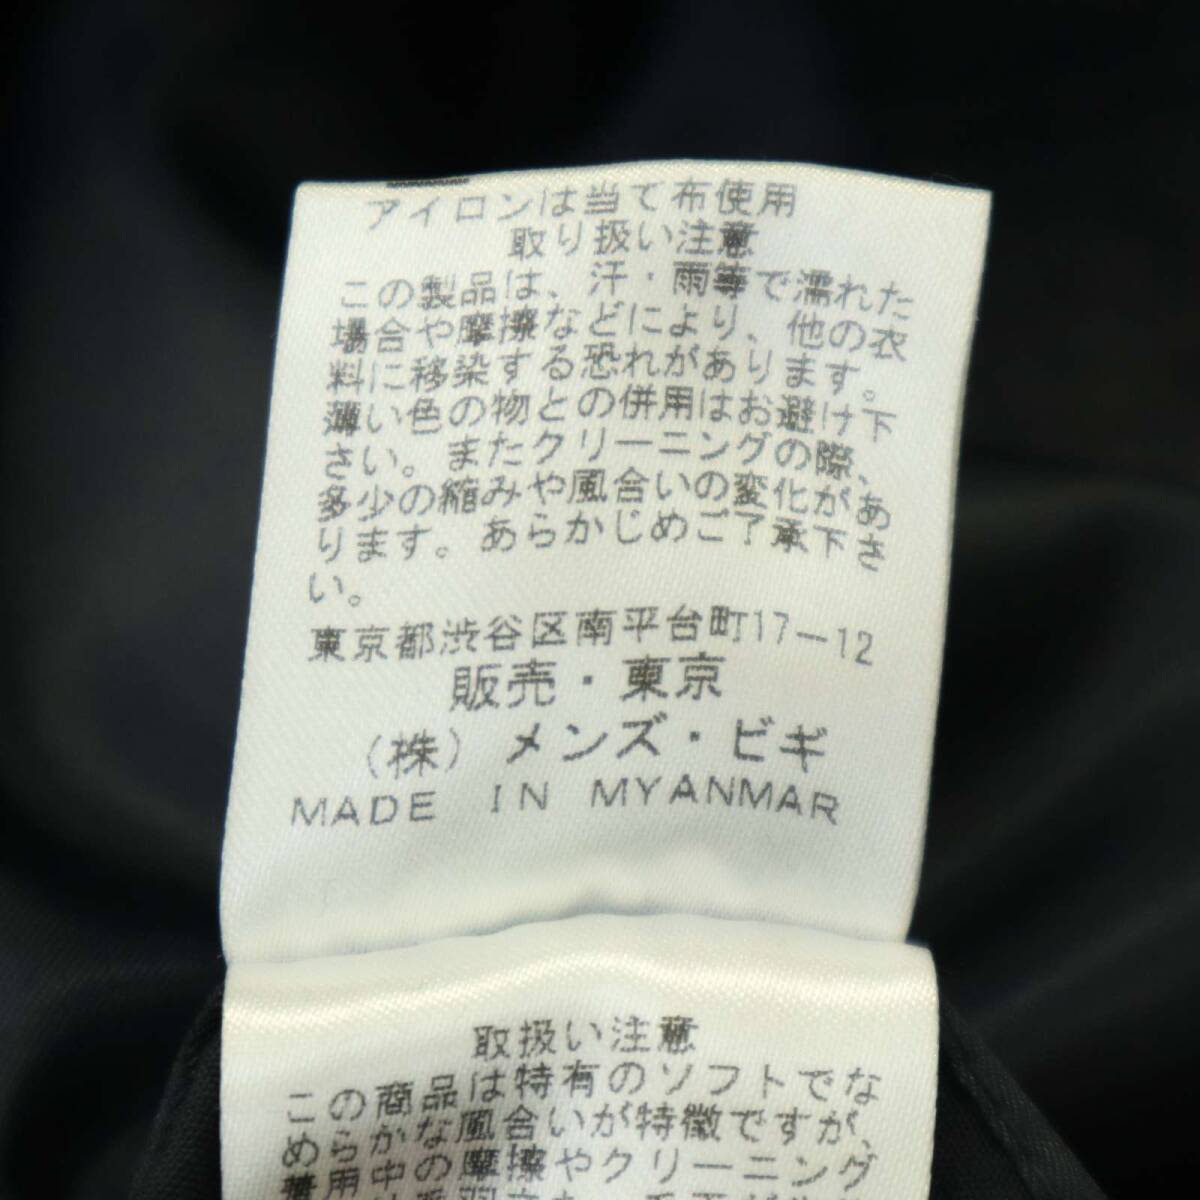 アイロンは当て布使用
取り扱い注意
この製品は、汗・雨等で濡れた
場合や摩擦などにより、他の衣
料に移染する恐れがあります。
薄い色の物との併用はお避け下
さい。またクリーニングの際、
多少の縮みや風合いの変化があ
ります。あらかじめご了承下さ
い。
東京都渋谷区南平台町17−12
販売・東京
(株)メンズ・ビギ
MADE IN MYANMAR
取扱い注意
この商品は特有のソフトでな
めらかな風合いが特徴ですが、
着用中の摩擦やクリーニング